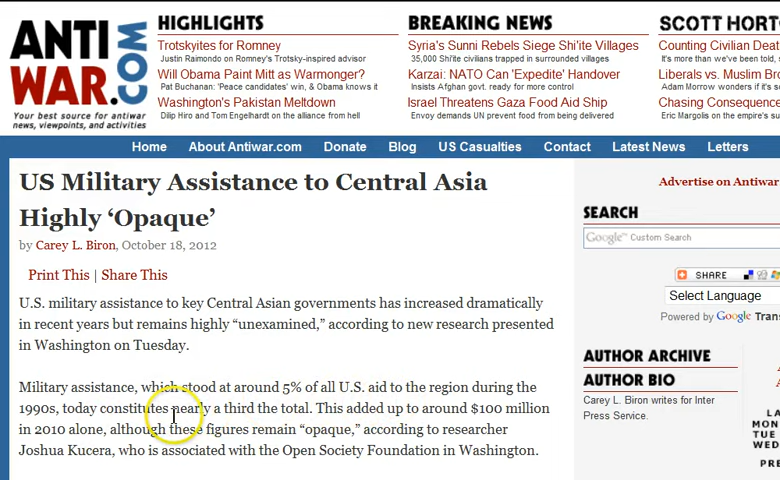 ANTI
WAR.COM
Your best source for antiwar
news, viewpoints, and activities
HIGHLIGHTS
Trotskyites for Romney
Justin Raimondo on Romney's Trotsky-inspired advisor
Will Obama Paint Mitt as Warmonger?
Pat Buchanan: 'Peace candidates' win, & Obama knows it
Washington's Pakistan Meltdown
Dilip Hiro and Tom Engelhardt on the alliance from hell
BREAKING NEWS
Syria's Sunni Rebels Siege Shi'ite Villages
35,000 Shi'ite civilians trapped in surrounded villages
Karzai: NATO Can 'Expedite' Handover
Insists Afghan govt. ready for more control
Israel Threatens Gaza Food Aid Ship
Envoy demands UN prevent food from being delivered
SCOTT HORTO
Counting Civilian Deat
It's more than we've been told, s
Liberals vs. Muslim Bro
Adam Morrow wonders if s
Chasing Consequence
Eric Margolis on the empire's su
Home About Antiwar.com Donate Blog US Casualties Contact Latest News Letters
US Military Assistance to Central Asia
Highly ‘Opaque’
by Carey L. Biron, October 18, 2012
Print This | Share This
U.S. military assistance to key Central Asian governments has increased dramatically
in recent years but remains highly “unexamined,” according to new research presented
in Washington on Tuesday.
Military assistance, which stood at around 5% of all U.S. aid to the region during the
1990s, today constitutes nearly a third the total. This added up to around $100 million
in 2010 alone, although these figures remain “opaque,” according to researcher
Joshua Kucera, who is associated with the Open Society Foundation in Washington.
Advertise on Antiwar
SEARCH
Google™ Custom Search
SHARE
Select Language
Powered by Google Trans
AUTHOR ARCHIVE
AUTHOR BIO
Carey L. Biron writes for Inter
Press Service.
LA
MON
TUE
WED
PRE